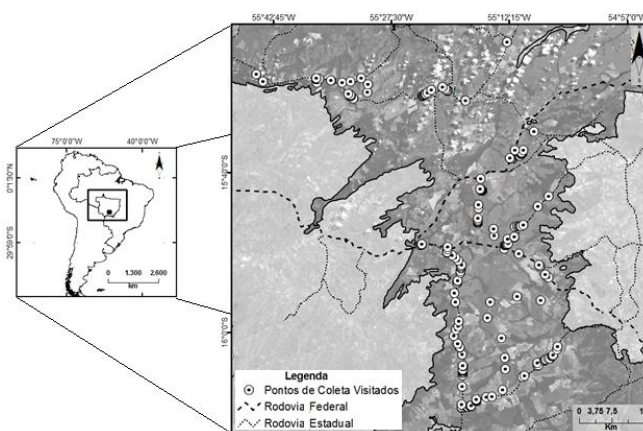 55°42'45"W
55°27'30"W
55°12'15"W
54°57'0"W
15°40'0"S
16°0'0"S
75°0'0"W
40°0'0"W
0°1'30"N
29°59'0"S
0 1.300 2.600
km
Legenda
Pontos de Coleta Visitados
Rodovia Federal
Rodovia Estadual
0 3,75 7,5
Km